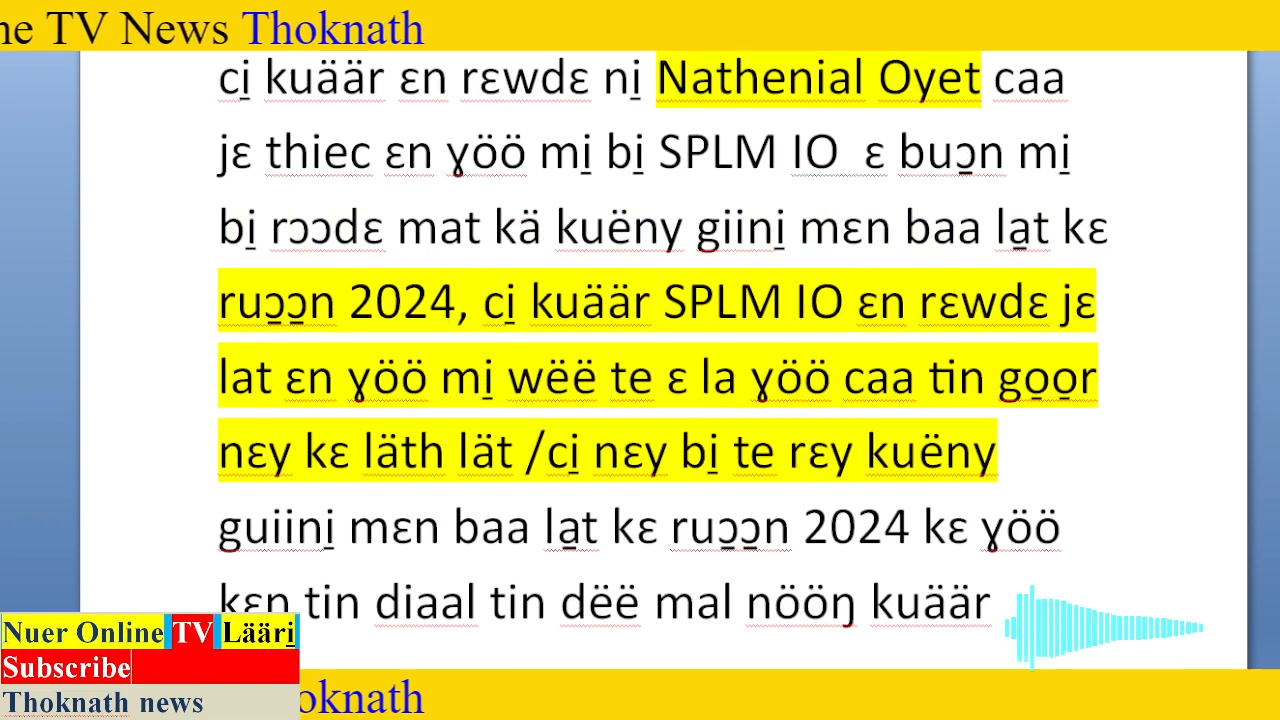 ne TV News Thoknath
ci̱ kuäär ɛn rɛwdɛ ni̱ Nathenial Oyet caa
jɛ thiec ɛn ɣöö mi̱ bi̱ SPLM IO ɛ buɔ̱n mi̱
bi̱ rɔɔdɛ mat kä kuëny giini̱ mɛn baa la̱t kɛ
ruɔ̱ɔ̱n 2024, ci̱ kuäär SPLM IO ɛn rɛwdɛ jɛ
lat ɛn ɣöö mi̱ wëë te ɛ la ɣöö caa tin go̱o̱r
nɛy kɛ läth lät /ci̱ nɛy bi̱ te rɛy kuëny
guiini̱ mɛn baa la̱t kɛ ruɔ̱ɔ̱n 2024 kɛ ɣöö
kɛn tin diaal tin dëë mal nööŋ kuäär
Nuer Online TV Lääri̱
Subscribe
Thoknath news
oknath